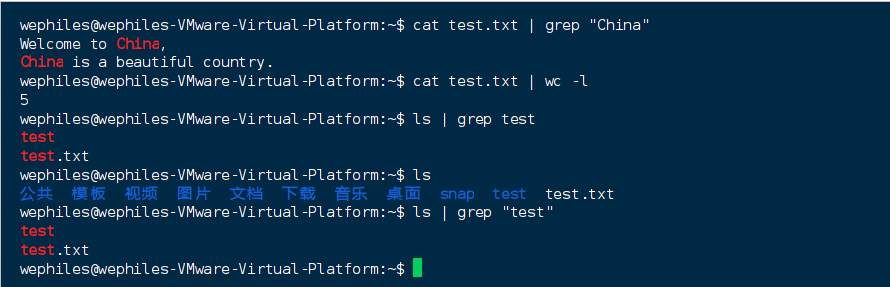 wephiles@wephiles-VMware-Virtual-Platform:~$ cat test.txt | grep "China"
Welcome to China,
China is a beautiful country.
wephiles@wephiles-VMware-Virtual-Platform:~$ cat test.txt | wc -l
5
wephiles@wephiles-VMware-Virtual-Platform:~$ ls | grep test
test
test.txt
wephiles@wephiles-VMware-Virtual-Platform:~$ ls
公共 模板 视频 图片 文档 下载 音乐 桌面 snap test test.txt
wephiles@wephiles-VMware-Virtual-Platform:~$ ls | grep "test"
test
test.txt
wephiles@wephiles-VMware-Virtual-Platform:~$